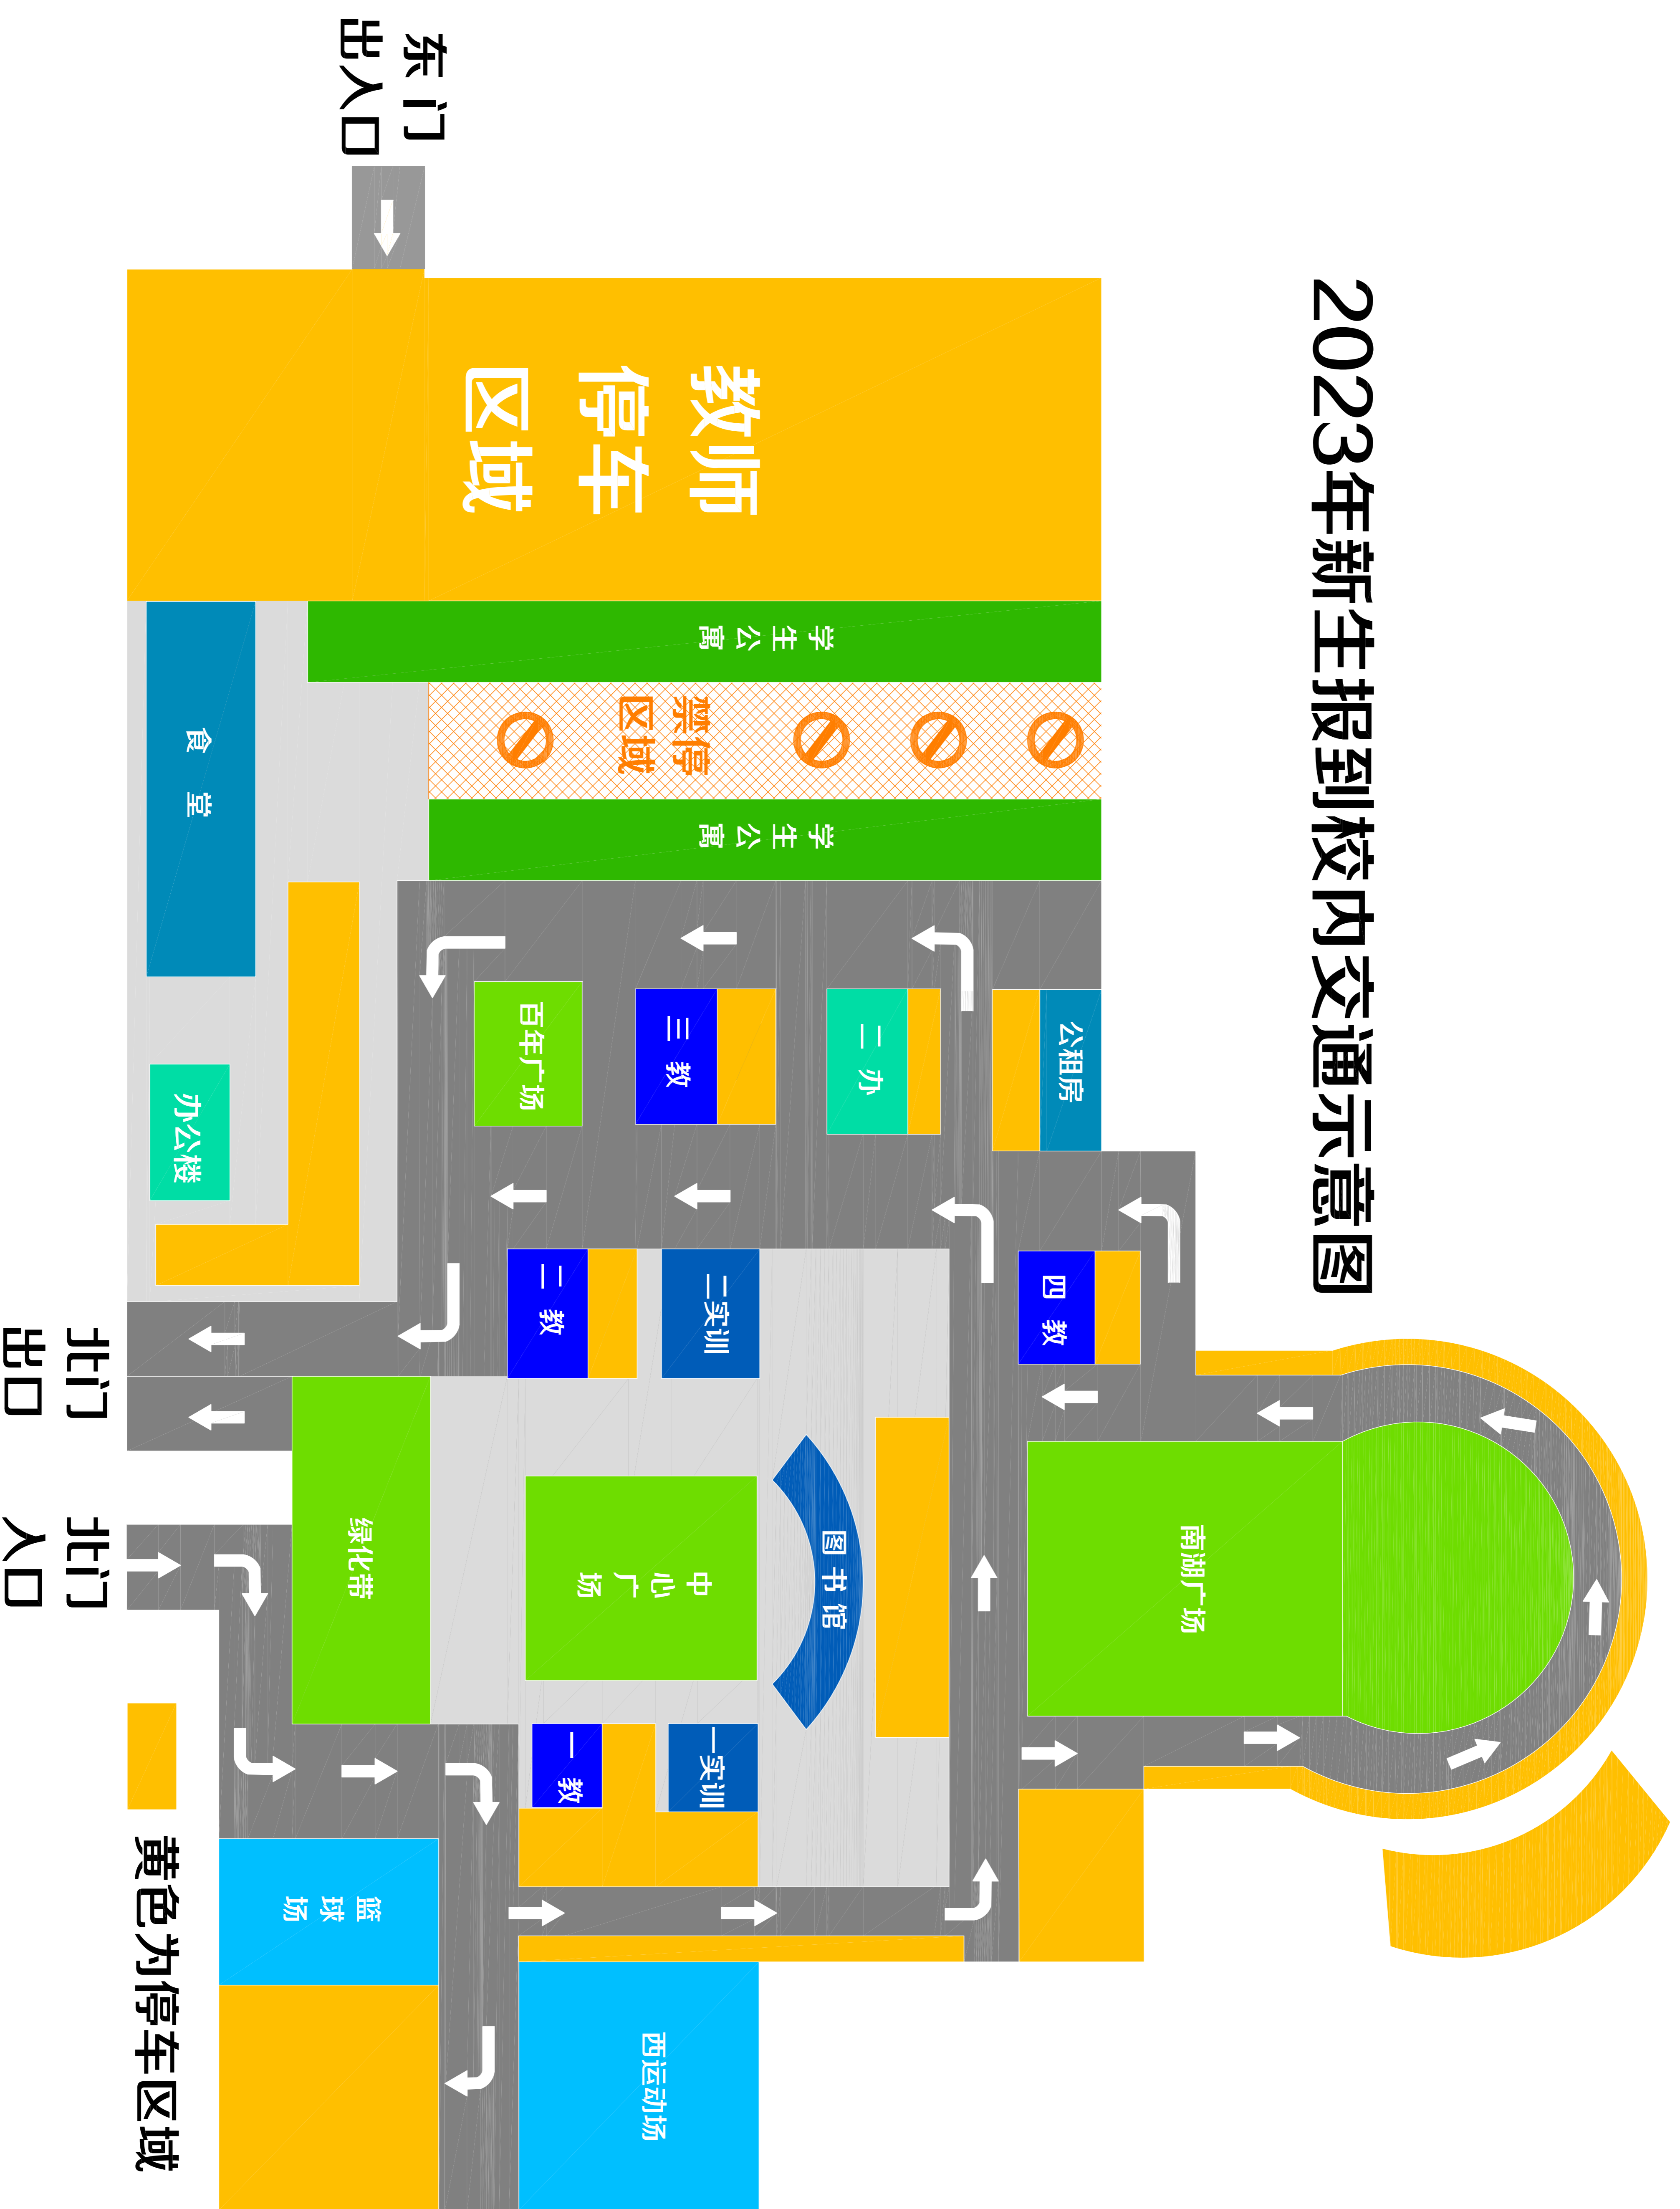 2023年新生报到校内交通示意图
南湖广场
公租房
四 教
二 办
图 书 馆
教师
停车
区域
学生公寓
禁停
区域
学生公寓
三 教
二实训
一实训
中心广场
西运动场
二 教
一 教
百年广场
东 门
出入口
绿化带
篮球场
食 堂
办公楼
黄色为停车区域
北门
出口
北门
入口